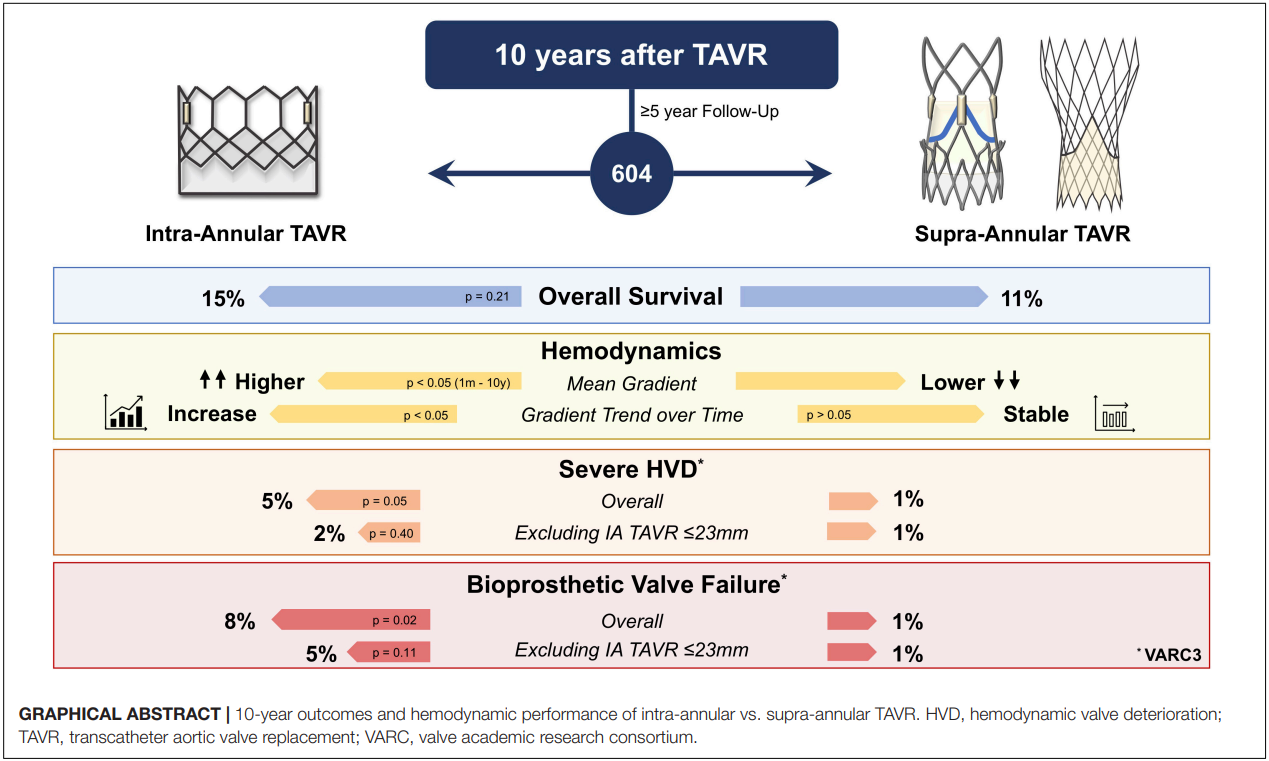 10 years after TAVR
≥5 year Follow-Up
604
Intra-Annular TAVR
Supra-Annular TAVR
15%
p = 0.21
Overall Survival
11%
Hemodynamics
Higher
p < 0.05 (1m - 10y)
Mean Gradient
Lower
Increase
p < 0.05
Gradient Trend over Time
p > 0.05
Stable
Severe HVD*
5%
p = 0.05
Overall
1%
2%
p = 0.40
Excluding IA TAVR ≤23mm
1%
Bioprosthetic Valve Failure*
8%
p = 0.02
Overall
1%
5%
p = 0.11
Excluding IA TAVR ≤23mm
1%
* VARC3
GRAPHICAL ABSTRACT | 10-year outcomes and hemodynamic performance of intra-annular vs. supra-annular TAVR. HVD, hemodynamic valve deterioration;
TAVR, transcatheter aortic valve replacement; VARC, valve academic research consortium.